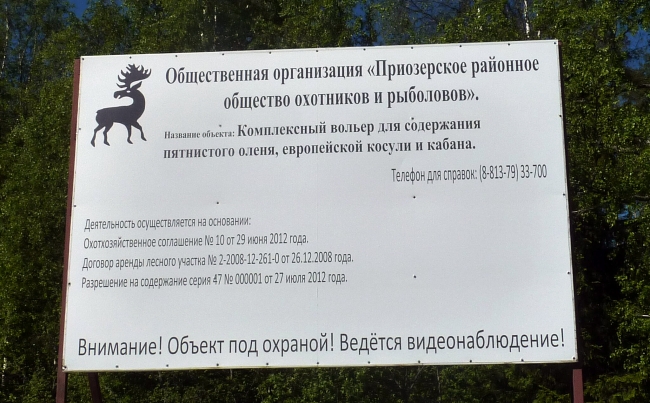 Общественная организация «Приозерское районное
общество охотников и рыболовов».
Название объекта: Комплексный вольер для содержания
пятнистого оленя, европейской косули и кабана.
Телефон для справок: (8-813-79) 33-700
Деятельность осуществляется на основании:
Охотхозяйственное соглашение № 10 от 29 июня 2012 года.
Договор аренды лесного участка № 2-2008-12-261-0 от 26.12.2008 года.
Разрешение на содержание серия 47 № 000001 от 27 июля 2012 года.
Внимание! Объект под охраной! Ведётся видеонаблюдение!